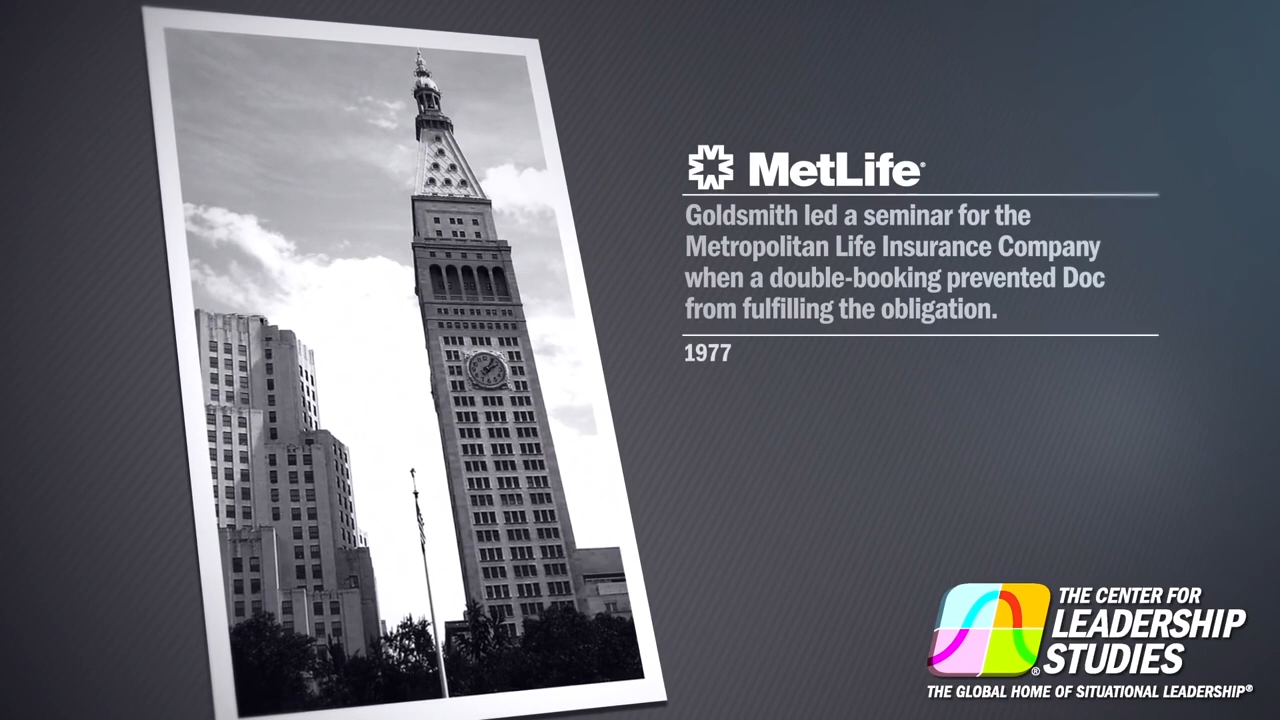 MetLife®
Goldsmith led a seminar for the
Metropolitan Life Insurance Company
when a double-booking prevented Doc
from fulfilling the obligation.
1977
THE CENTER FOR
LEADERSHIP
STUDIES
®
THE GLOBAL HOME OF SITUATIONAL LEADERSHIP®